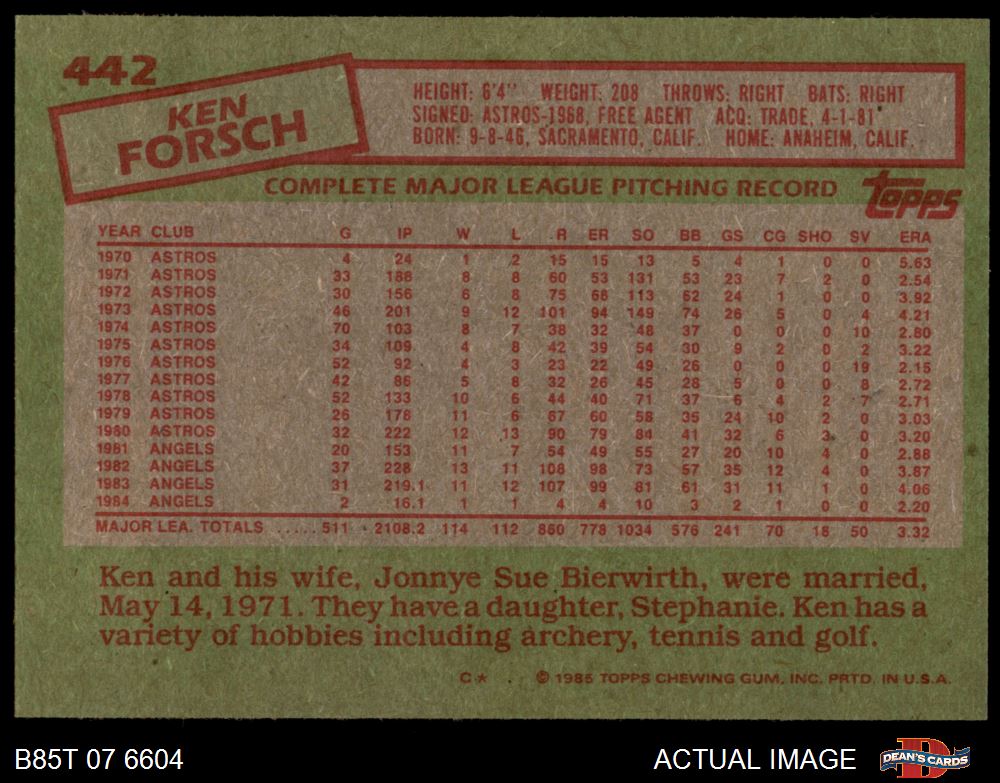 442
KEN
FORSCH
HEIGHT: 6'4" WEIGHT: 208 THROWS: RIGHT BATS: RIGHT
SIGNED: ASTROS-1968, FREE AGENT ACQ: TRADE, 4-1-81
BORN: 9-8-46, SACRAMENTO, CALIF. HOME: ANAHEIM, CALIF.
COMPLETE MAJOR LEAGUE PITCHING RECORD
topps
YEAR CLUB G IP W L R ER SO BB GS CG SHO SV ERA
1970 ASTROS 4 24 1 2 15 15 13 5 4 1 0 0 5.63
1971 ASTROS 33 188 8 8 60 53 131 53 23 7 2 0 2.54
1972 ASTROS 30 156 6 8 75 68 113 62 24 1 0 0 3.92
1973 ASTROS 46 201 9 12 101 94 149 74 26 5 0 4 4.21
1974 ASTROS 70 103 8 7 38 32 48 37 0 0 0 10 2.80
1975 ASTROS 34 109 4 8 42 39 54 30 9 2 0 2 3.22
1976 ASTROS 52 92 4 3 23 22 49 26 0 0 0 19 2.15
1977 ASTROS 42 86 5 8 32 26 45 28 5 0 0 8 2.72
1978 ASTROS 52 133 10 6 44 40 71 37 6 4 2 7 2.71
1979 ASTROS 26 178 11 6 67 60 58 35 24 10 2 0 3.03
1980 ASTROS 32 222 12 13 90 79 84 41 32 6 3 0 3.20
1981 ANGELS 20 153 11 7 54 49 55 27 20 10 4 0 2.88
1982 ANGELS 37 228 13 11 108 98 73 57 35 12 4 0 3.87
1983 ANGELS 31 219.1 11 12 107 99 81 61 31 11 1 0 4.06
1984 ANGELS 2 16.1 1 1 4 4 10 3 2 1 0 0 2.20
MAJOR LEA. TOTALS ..... 511 2108.2 114 112 860 778 1034 576 241 70 18 50 3.32
Ken and his wife, Jonnye Sue Bierwirth, were married,
May 14, 1971. They have a daughter, Stephanie. Ken has a
variety of hobbies including archery, tennis and golf.
C* © 1985 TOPPS CHEWING GUM, INC. PRTD. IN U.S.A.
B85T 07 6604 ACTUAL IMAGE DEAN'S CARDS